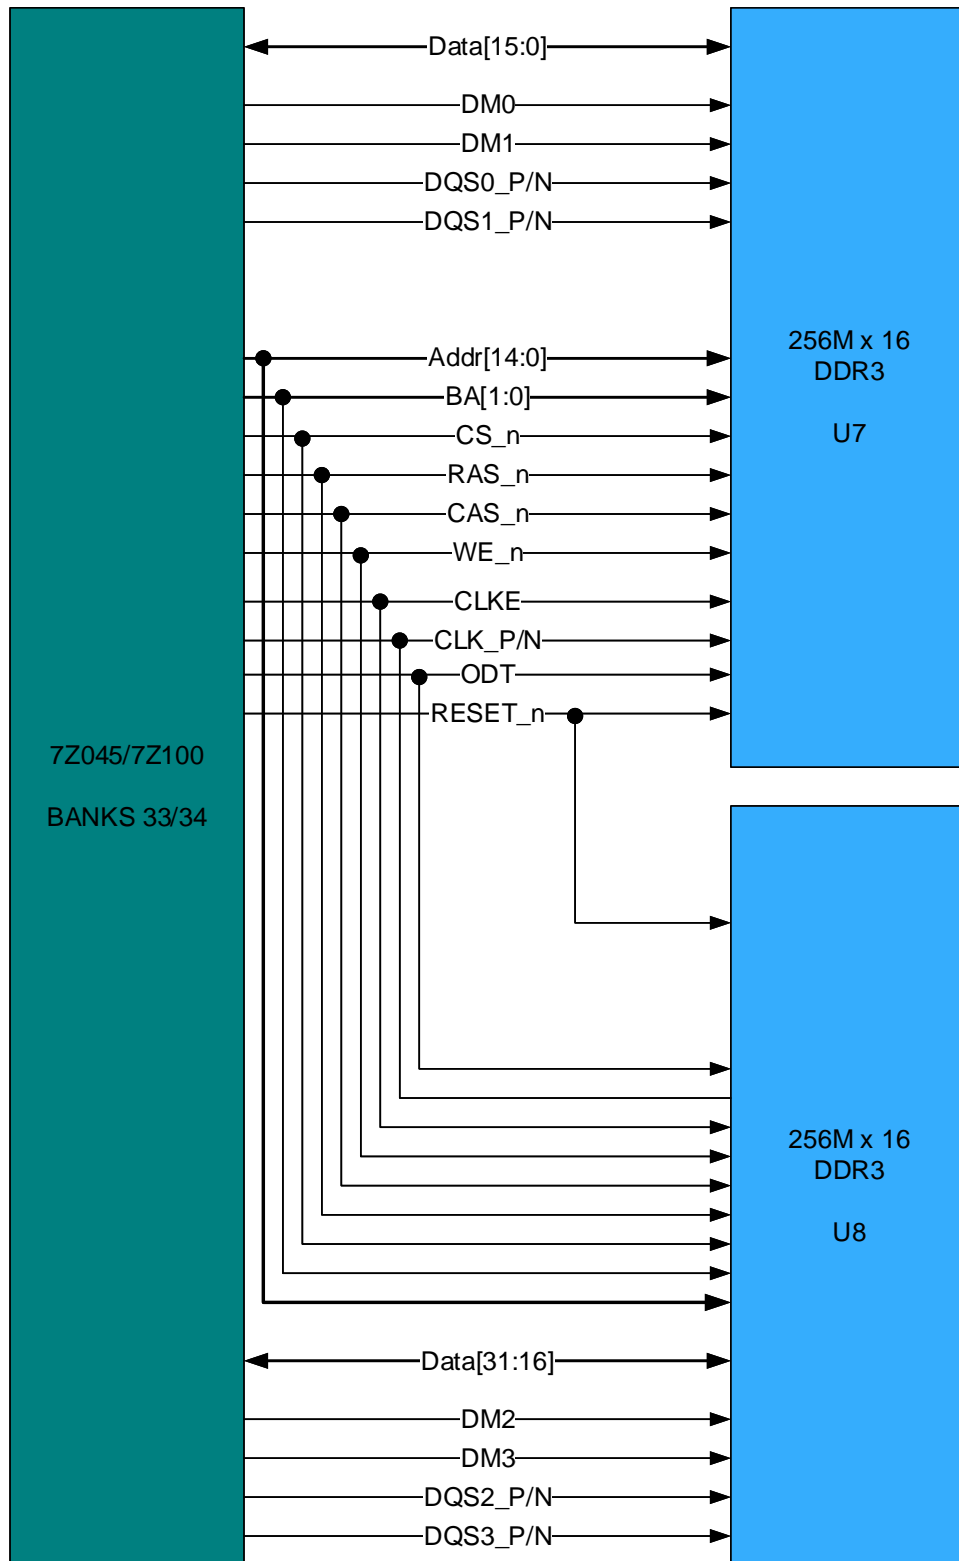 Data[15:0]
DM0
DM1
DQS0_P/N
DQS1_P/N
Addr[14:0]
BA[1:0]
CS_n
RAS_n
CAS_n
WE_n
CLKE
CLK_P/N
ODT
RESET_n
256M x 16
DDR3
U7
7Z045/7Z100
BANKS 33/34
256M x 16
DDR3
U8
Data[31:16]
DM2
DM3
DQS2_P/N
DQS3_P/N